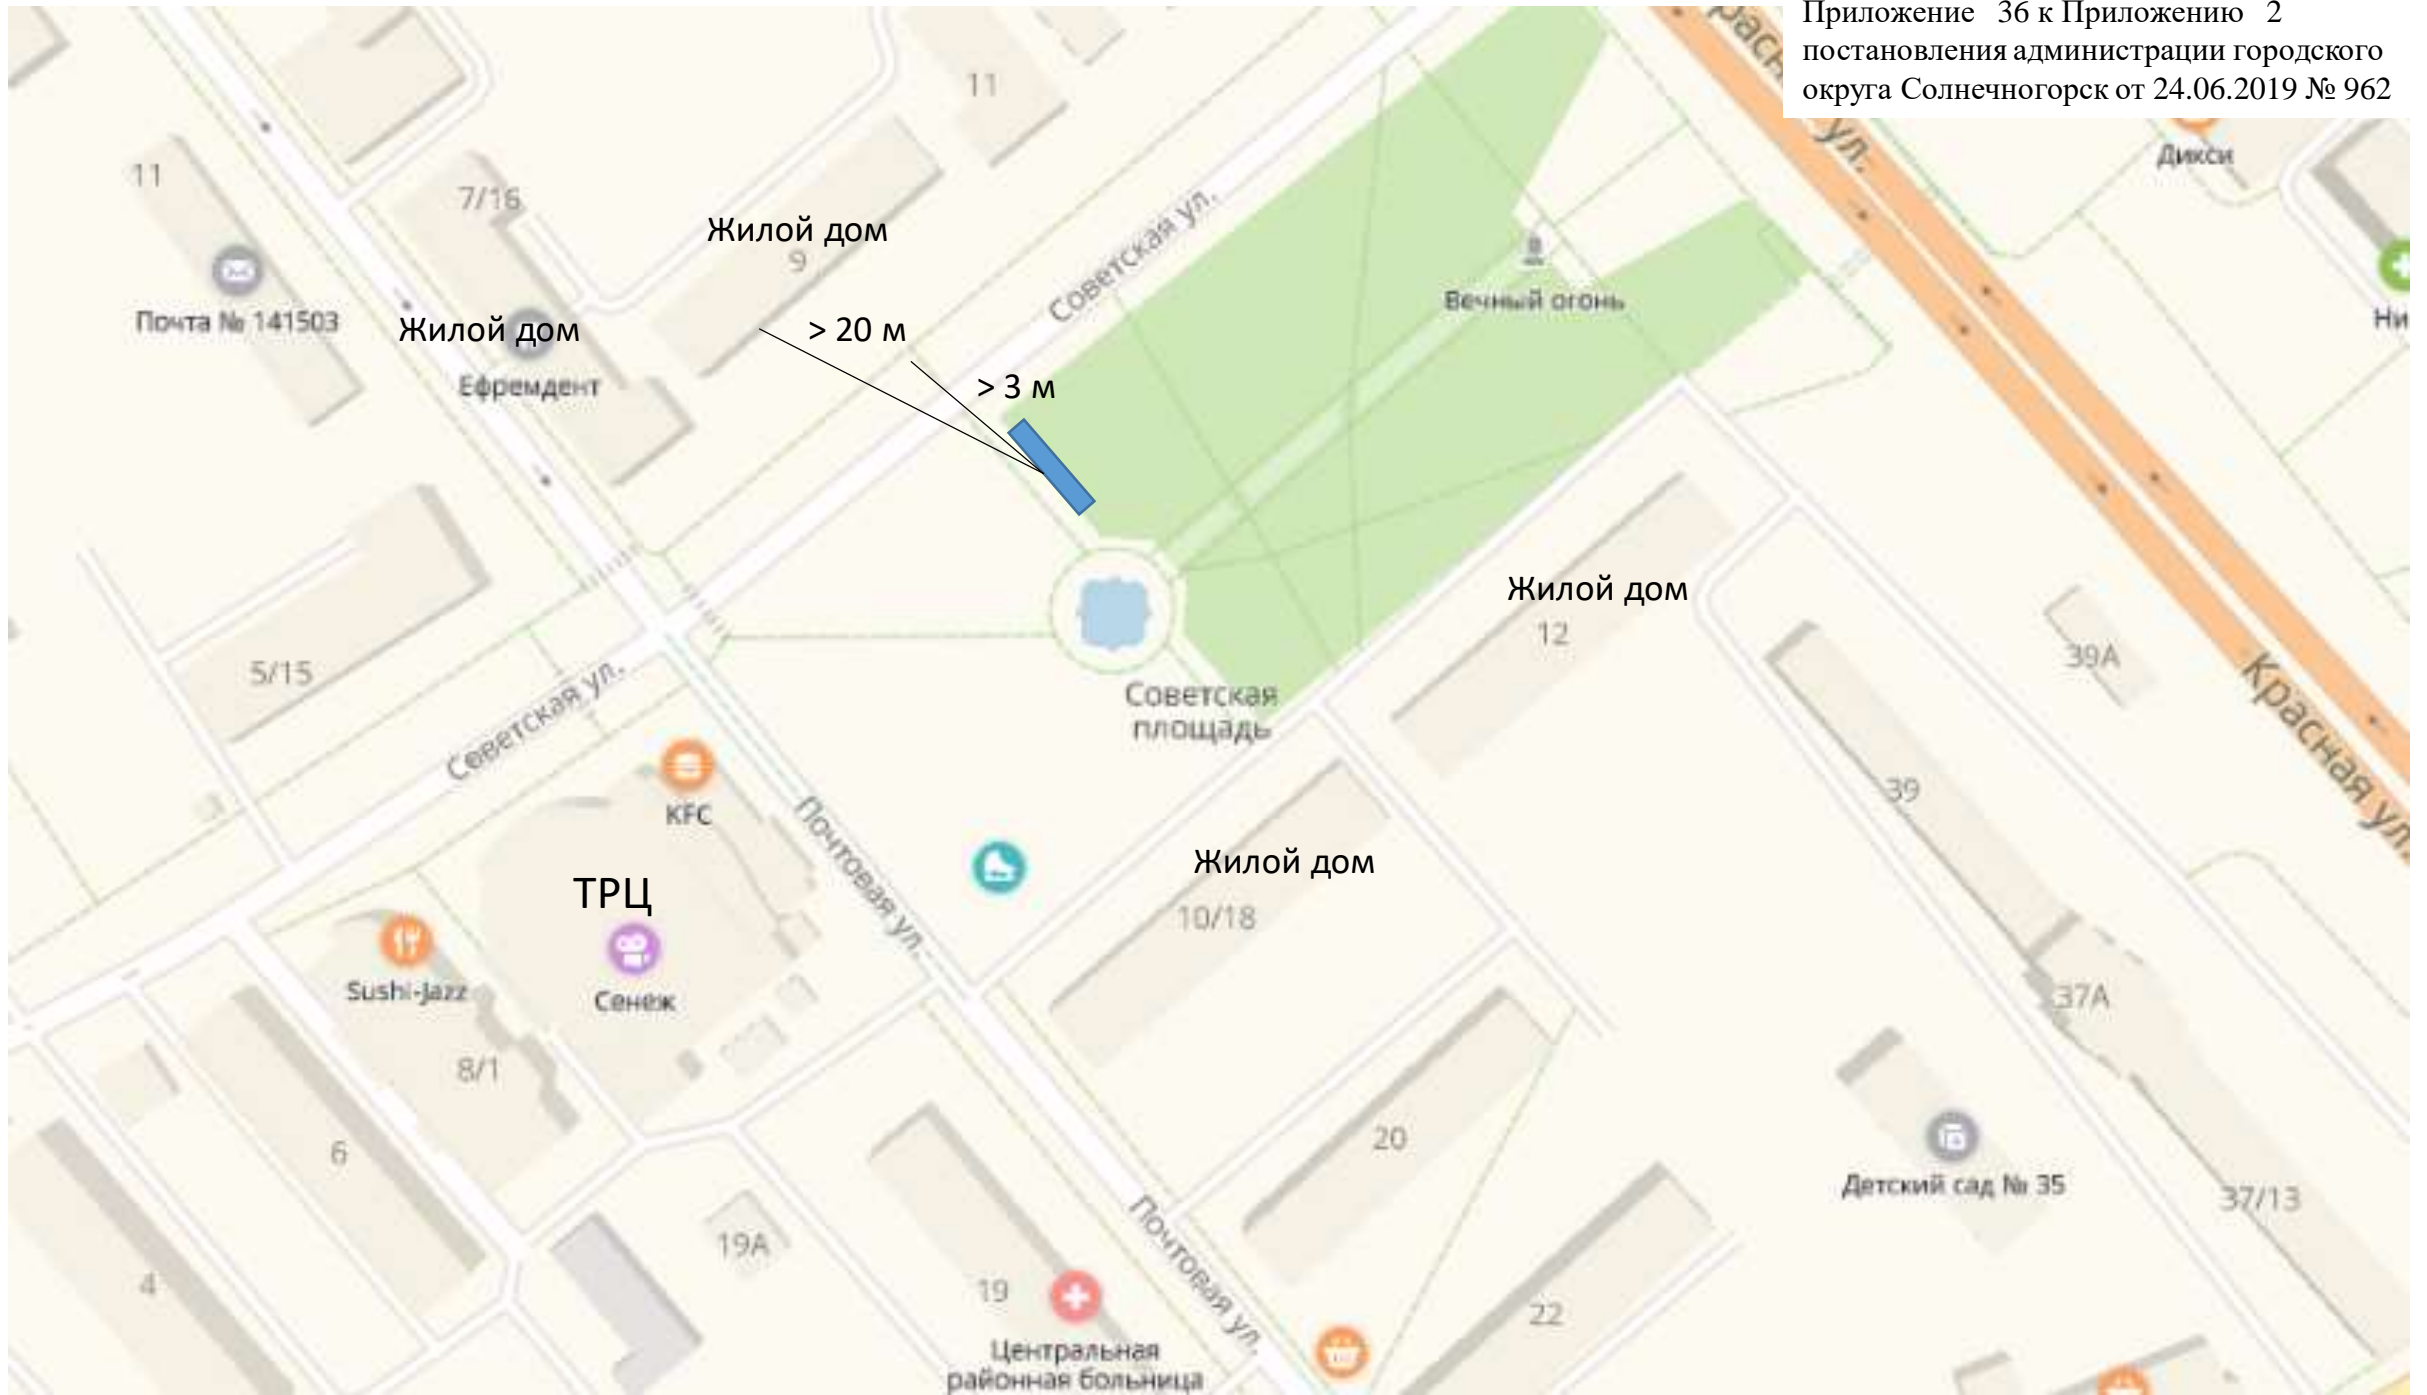 Приложение 36 к Приложению 2
постановления администрации городского
округа Солнечногорск от 24.06.2019 № 962
Красная ул.
Дикси
11
11
7/16
Жилой дом
9
Советская ул.
Почта № 141503
Жилой дом
Ефремдент
> 20 м
> 3 м
Вечный огонь
Ни
Жилой дом
12
39А
5/15
Советская ул.
Советская
площадь
Красная ул.
KFC
Почтовая ул.
39
ТРЦ
Жилой дом
10/18
Sushi-Jazz
Сенеж
37А
8/1
6
20
Детский сад № 35
37/13
19А
Почтовая ул.
4
19
22
Центральная
районная больница